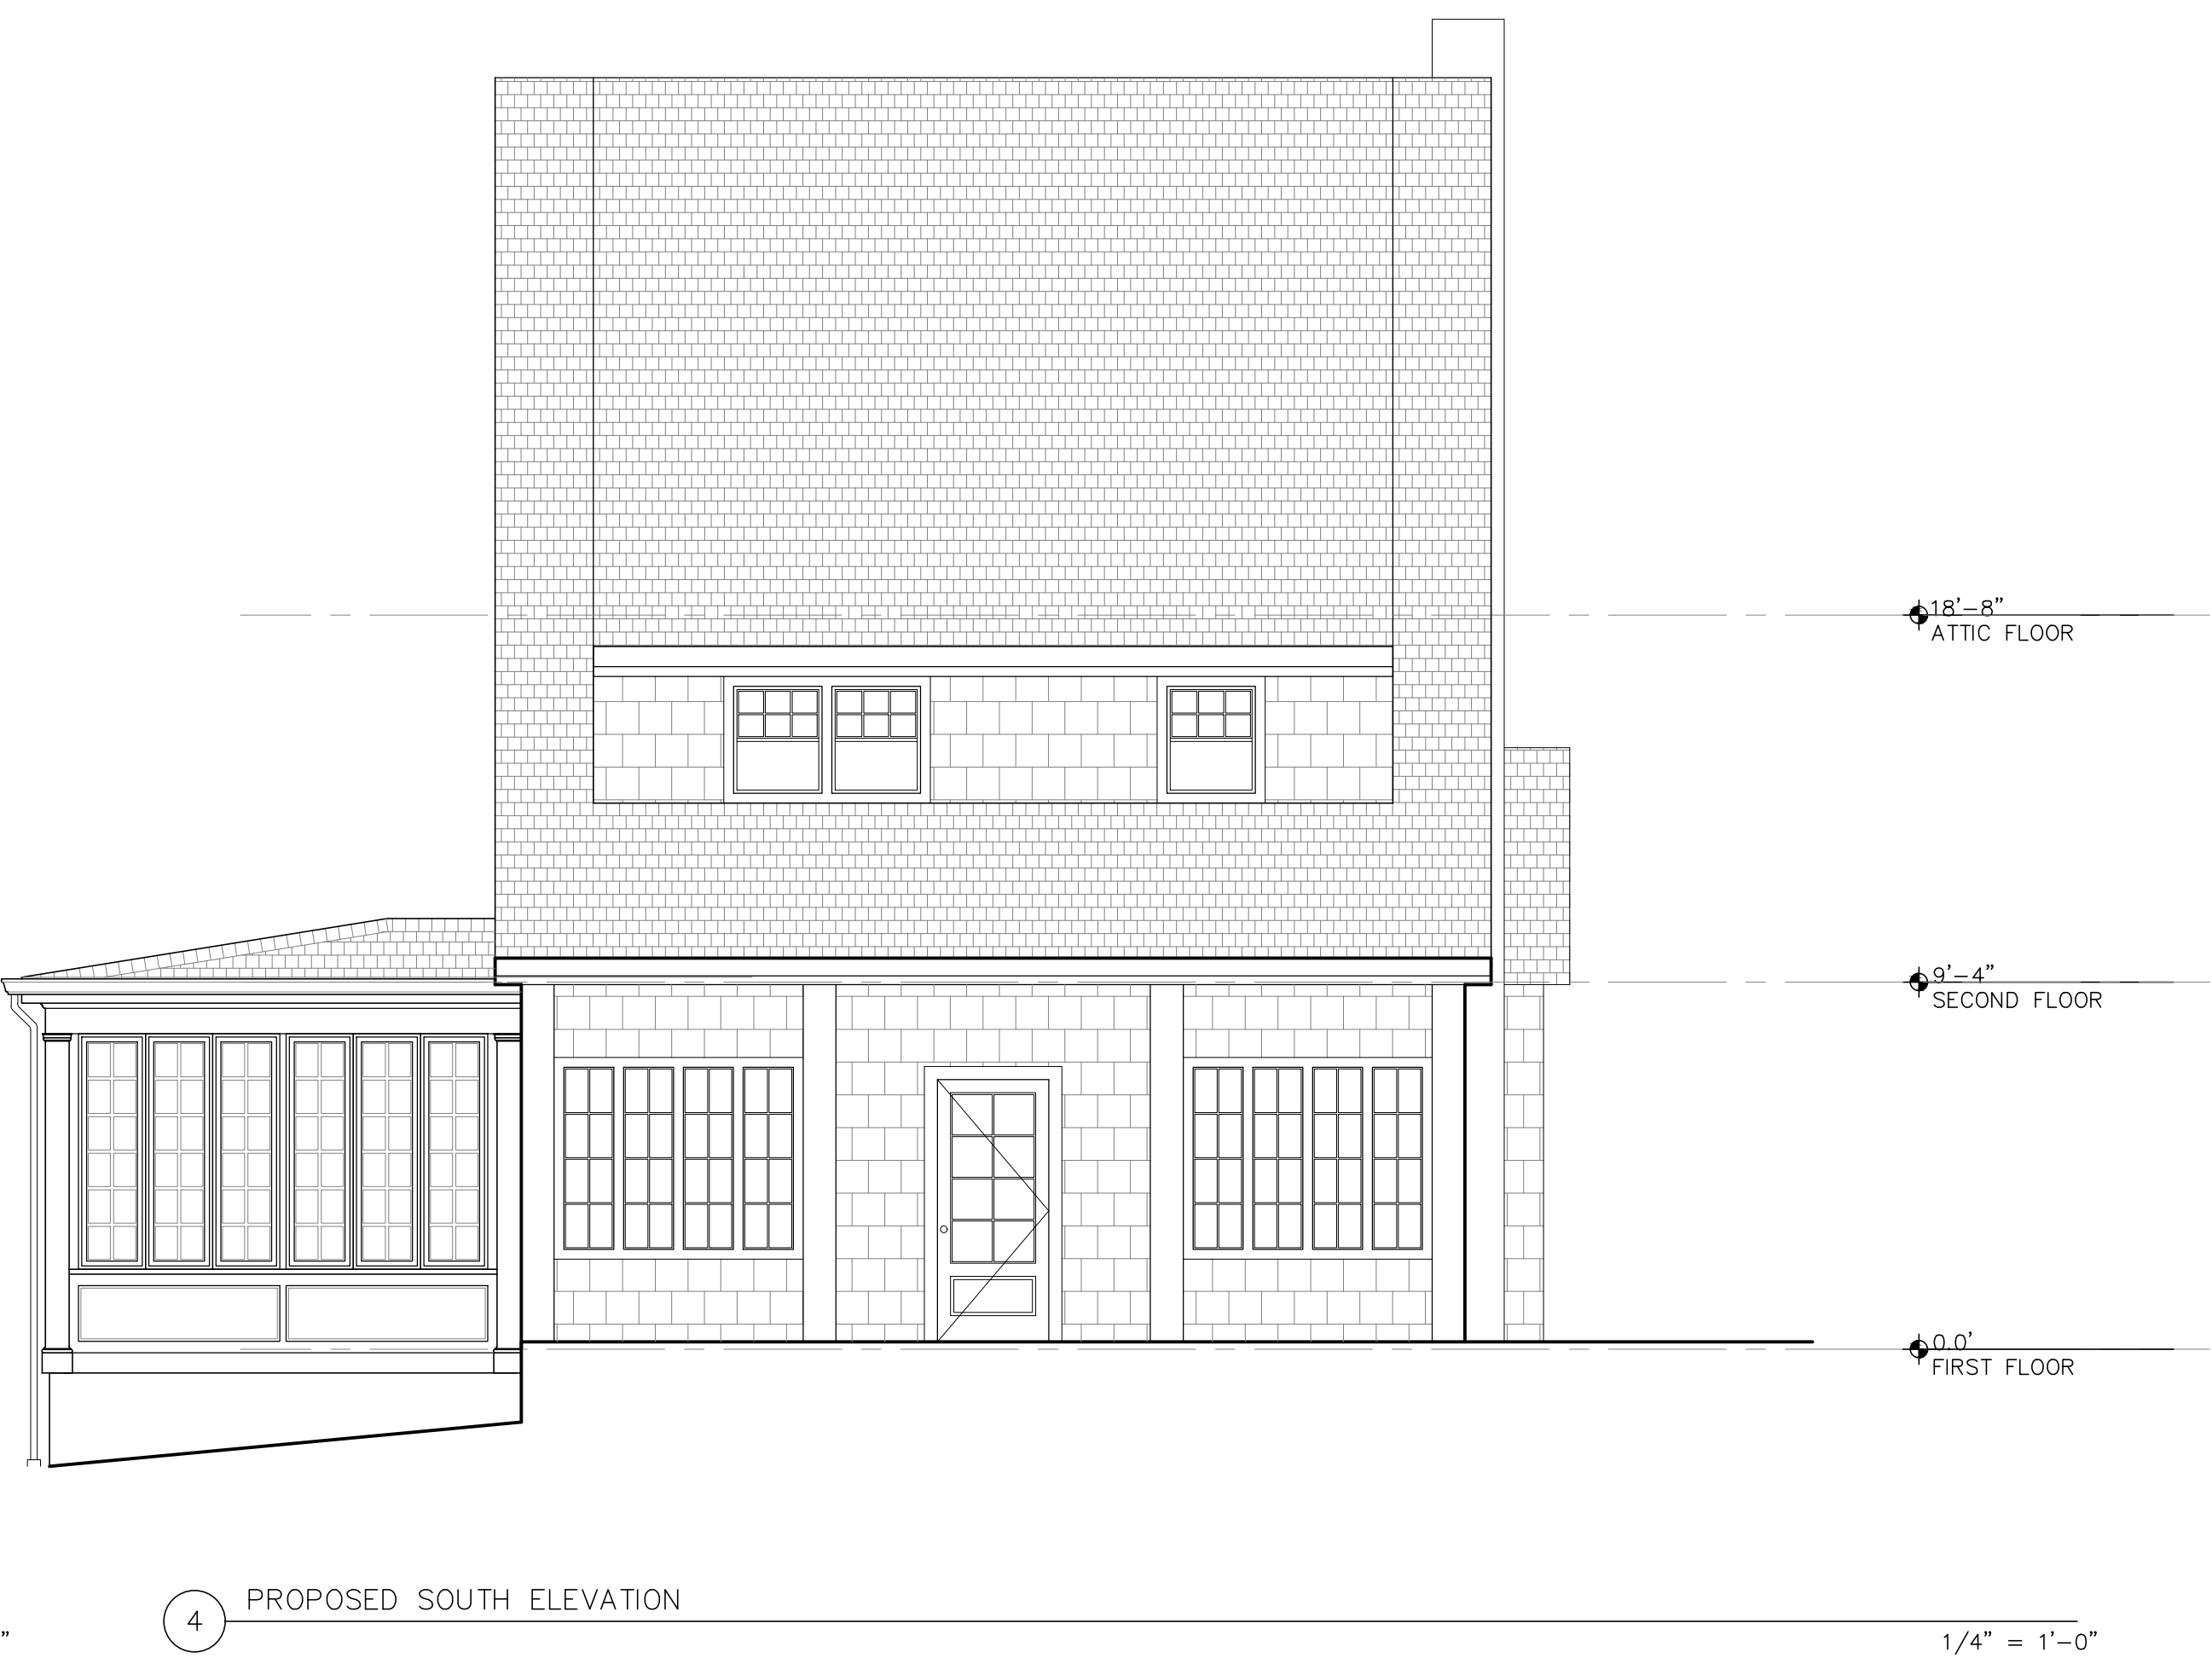 18'-8"
ATTIC FLOOR
9'-4"
SECOND FLOOR
0.0'
FIRST FLOOR
4
PROPOSED SOUTH ELEVATION
"
1/4" = 1'-0"